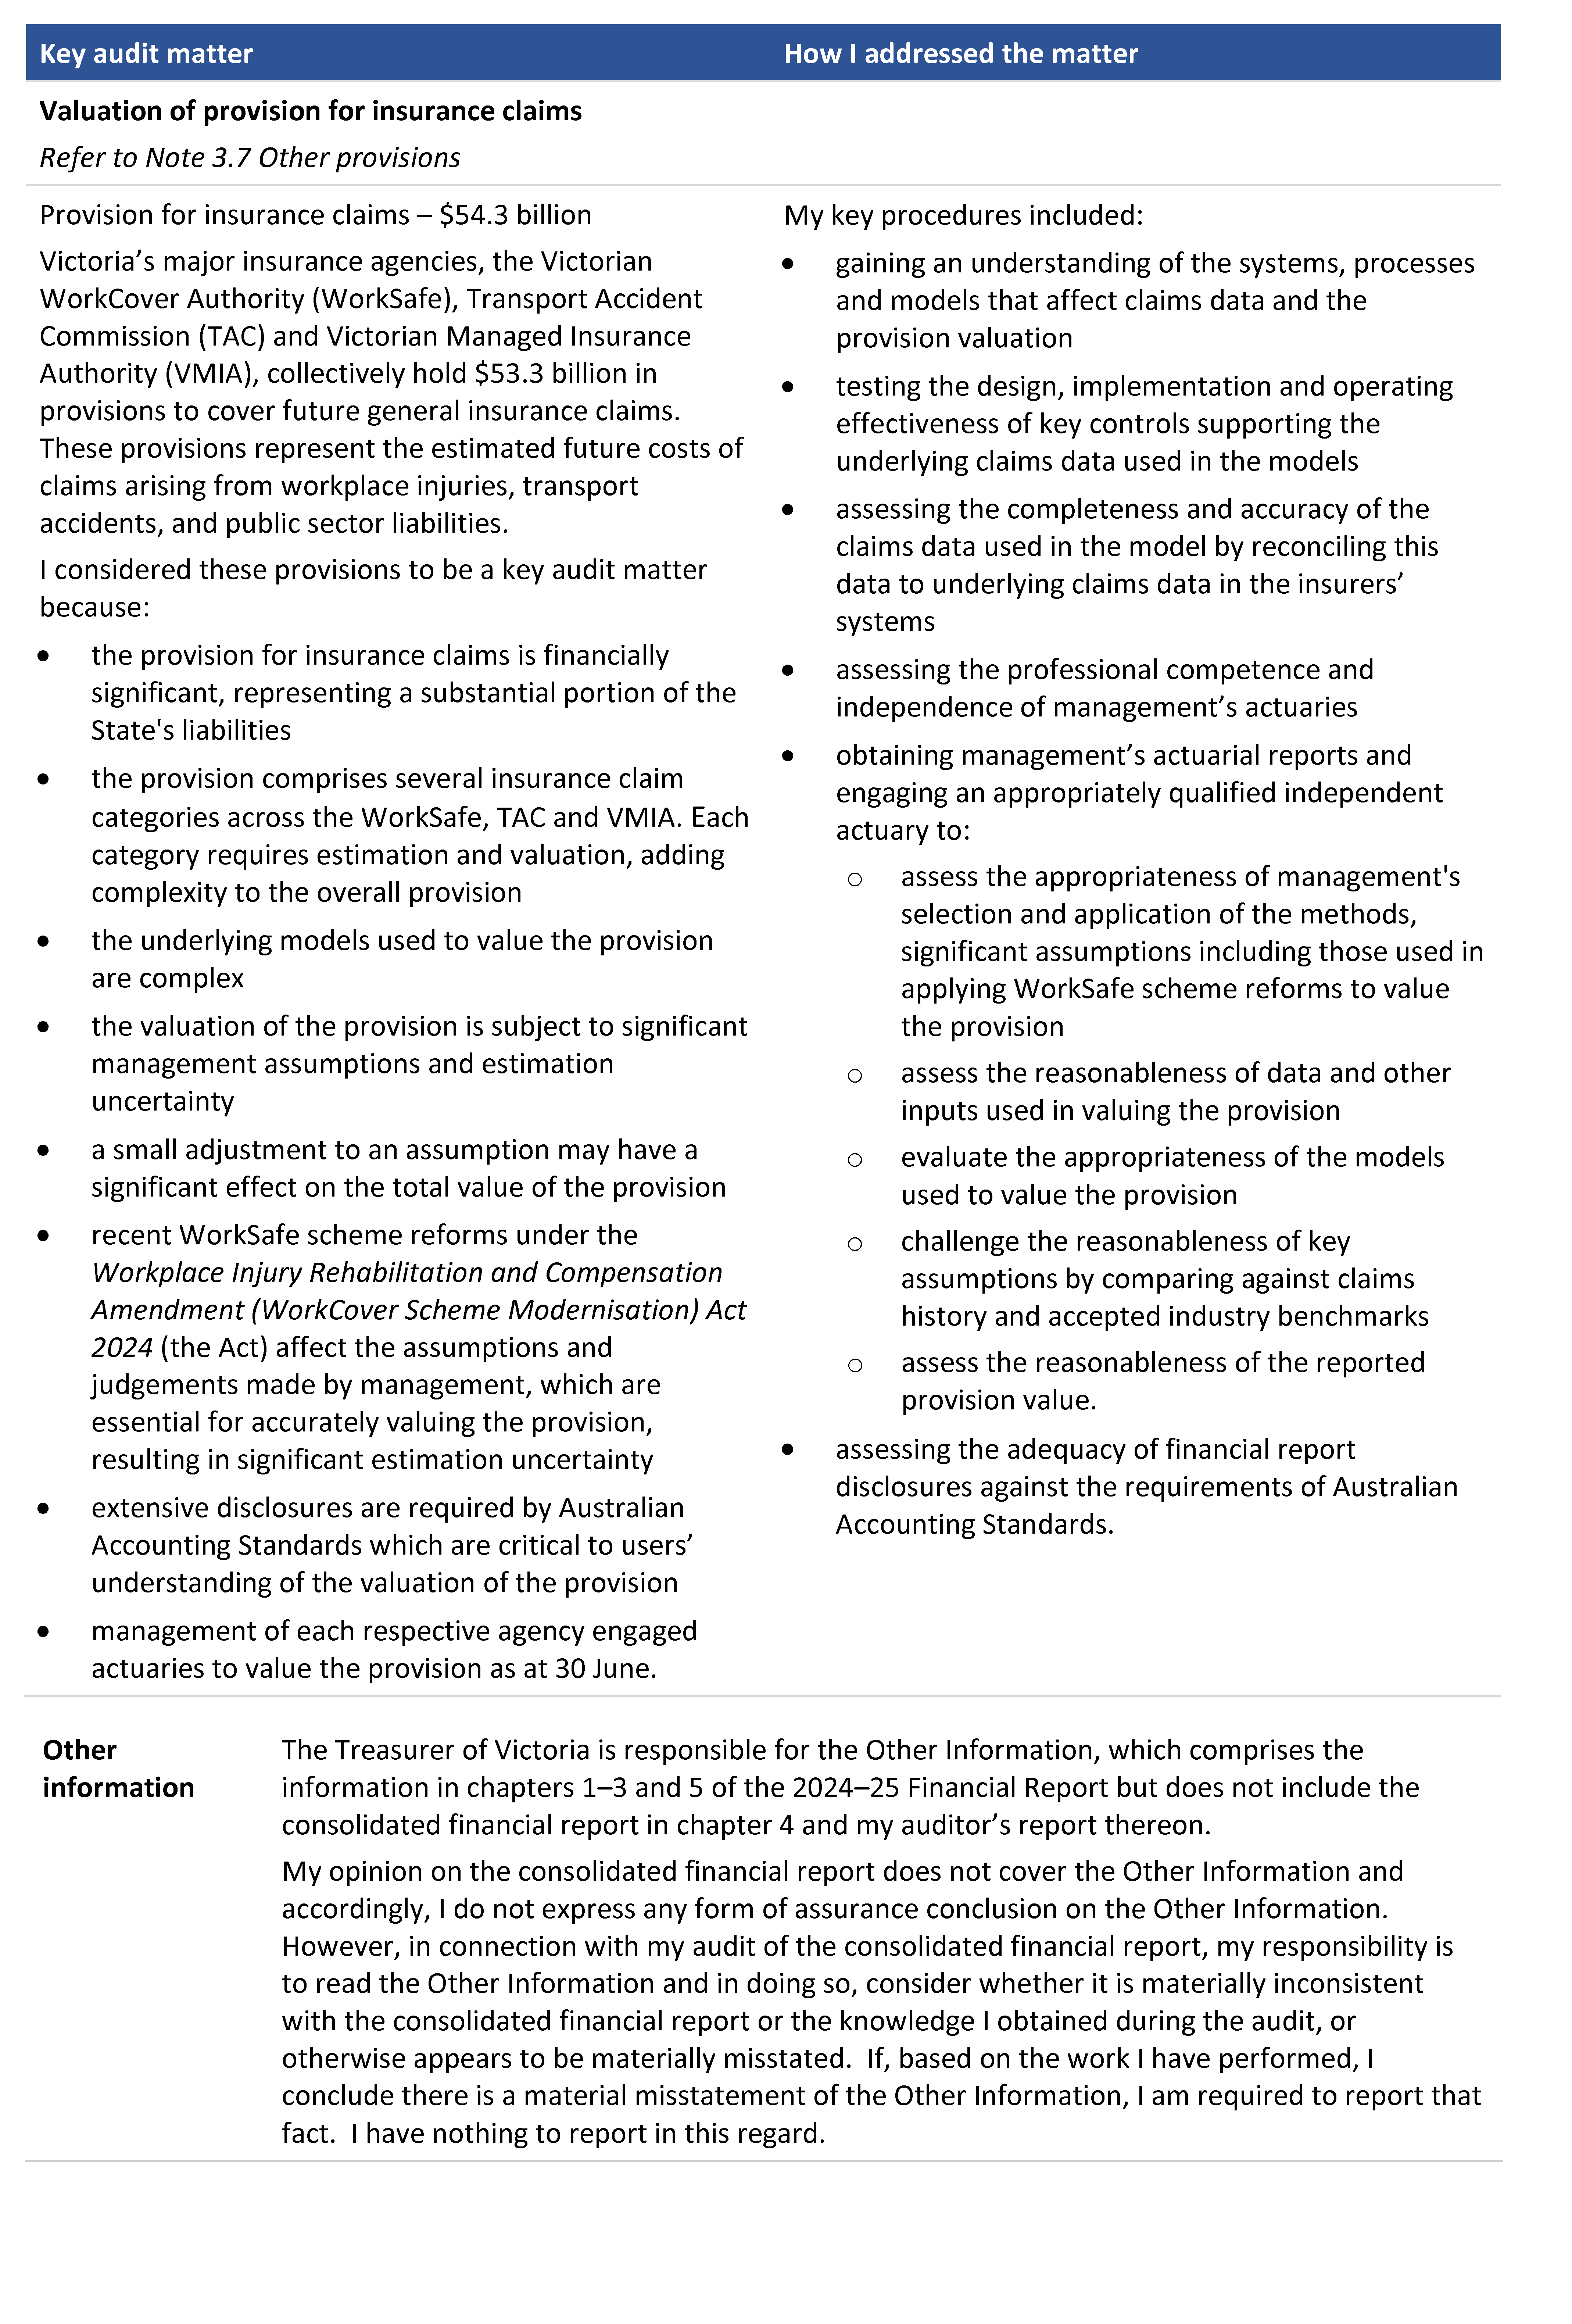 Key audit matter
How I addressed the matter
Valuation of provision for insurance claims
Refer to Note 3.7 Other provisions
Provision for insurance claims – $54.3 billion
Victoria’s major insurance agencies, the Victorian
WorkCover Authority (WorkSafe), Transport Accident
Commission (TAC) and Victorian Managed Insurance
Authority (VMIA), collectively hold $53.3 billion in
provisions to cover future general insurance claims.
These provisions represent the estimated future costs of
claims arising from workplace injuries, transport
accidents, and public sector liabilities.
I considered these provisions to be a key audit matter
because:
• the provision for insurance claims is financially
significant, representing a substantial portion of the
State's liabilities
• the provision comprises several insurance claim
categories across the WorkSafe, TAC and VMIA. Each
category requires estimation and valuation, adding
complexity to the overall provision
• the underlying models used to value the provision
are complex
• the valuation of the provision is subject to significant
management assumptions and estimation
uncertainty
• a small adjustment to an assumption may have a
significant effect on the total value of the provision
• recent WorkSafe scheme reforms under the
Workplace Injury Rehabilitation and Compensation
Amendment (WorkCover Scheme Modernisation) Act
2024 (the Act) affect the assumptions and
judgements made by management, which are
essential for accurately valuing the provision,
resulting in significant estimation uncertainty
• extensive disclosures are required by Australian
Accounting Standards which are critical to users’
understanding of the valuation of the provision
• management of each respective agency engaged
actuaries to value the provision as at 30 June.
My key procedures included:
• gaining an understanding of the systems, processes
and models that affect claims data and the
provision valuation
• testing the design, implementation and operating
effectiveness of key controls supporting the
underlying claims data used in the models
• assessing the completeness and accuracy of the
claims data used in the model by reconciling this
data to underlying claims data in the insurers’
systems
• assessing the professional competence and
independence of management’s actuaries
• obtaining management’s actuarial reports and
engaging an appropriately qualified independent
actuary to:
o assess the appropriateness of management's
selection and application of the methods,
significant assumptions including those used in
applying WorkSafe scheme reforms to value
the provision
o assess the reasonableness of data and other
inputs used in valuing the provision
o evaluate the appropriateness of the models
used to value the provision
o challenge the reasonableness of key
assumptions by comparing against claims
history and accepted industry benchmarks
o assess the reasonableness of the reported
provision value.
• assessing the adequacy of financial report
disclosures against the requirements of Australian
Accounting Standards.
Other
information
The Treasurer of Victoria is responsible for the Other Information, which comprises the
information in chapters 1–3 and 5 of the 2024–25 Financial Report but does not include the
consolidated financial report in chapter 4 and my auditor’s report thereon.
My opinion on the consolidated financial report does not cover the Other Information and
accordingly, I do not express any form of assurance conclusion on the Other Information.
However, in connection with my audit of the consolidated financial report, my responsibility is
to read the Other Information and in doing so, consider whether it is materially inconsistent
with the consolidated financial report or the knowledge I obtained during the audit, or
otherwise appears to be materially misstated.  If, based on the work I have performed, I
conclude there is a material misstatement of the Other Information, I am required to report that
fact.  I have nothing to report in this regard.